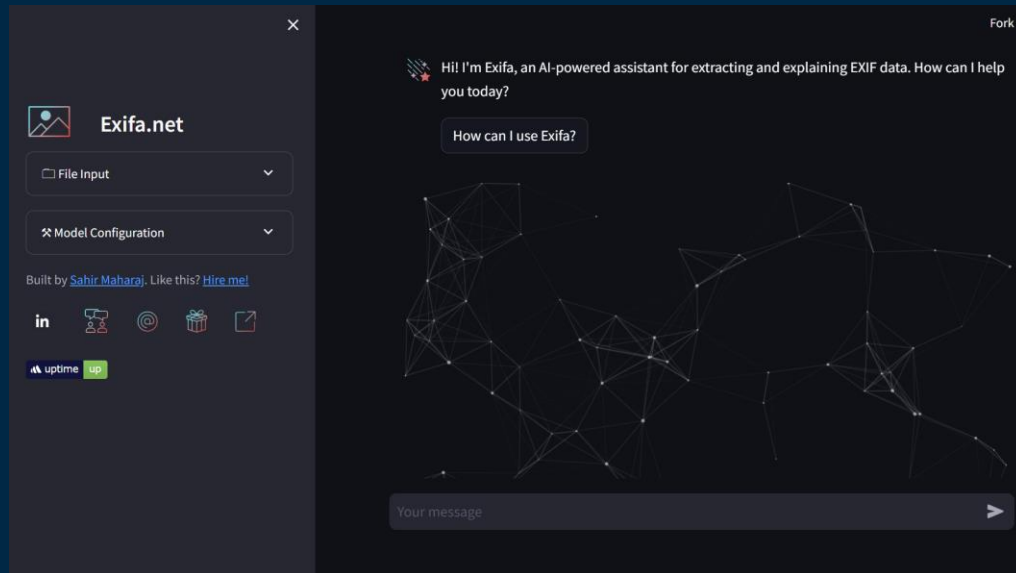 Fork
Hi! I'm Exifa, an AI-powered assistant for extracting and explaining EXIF data. How can I help
you today?
How can I use Exifa?
Your message
Exifa.net
File Input
Model Configuration
Built by Sahir Maharaj. Like this? Hire me!
in
uptime up